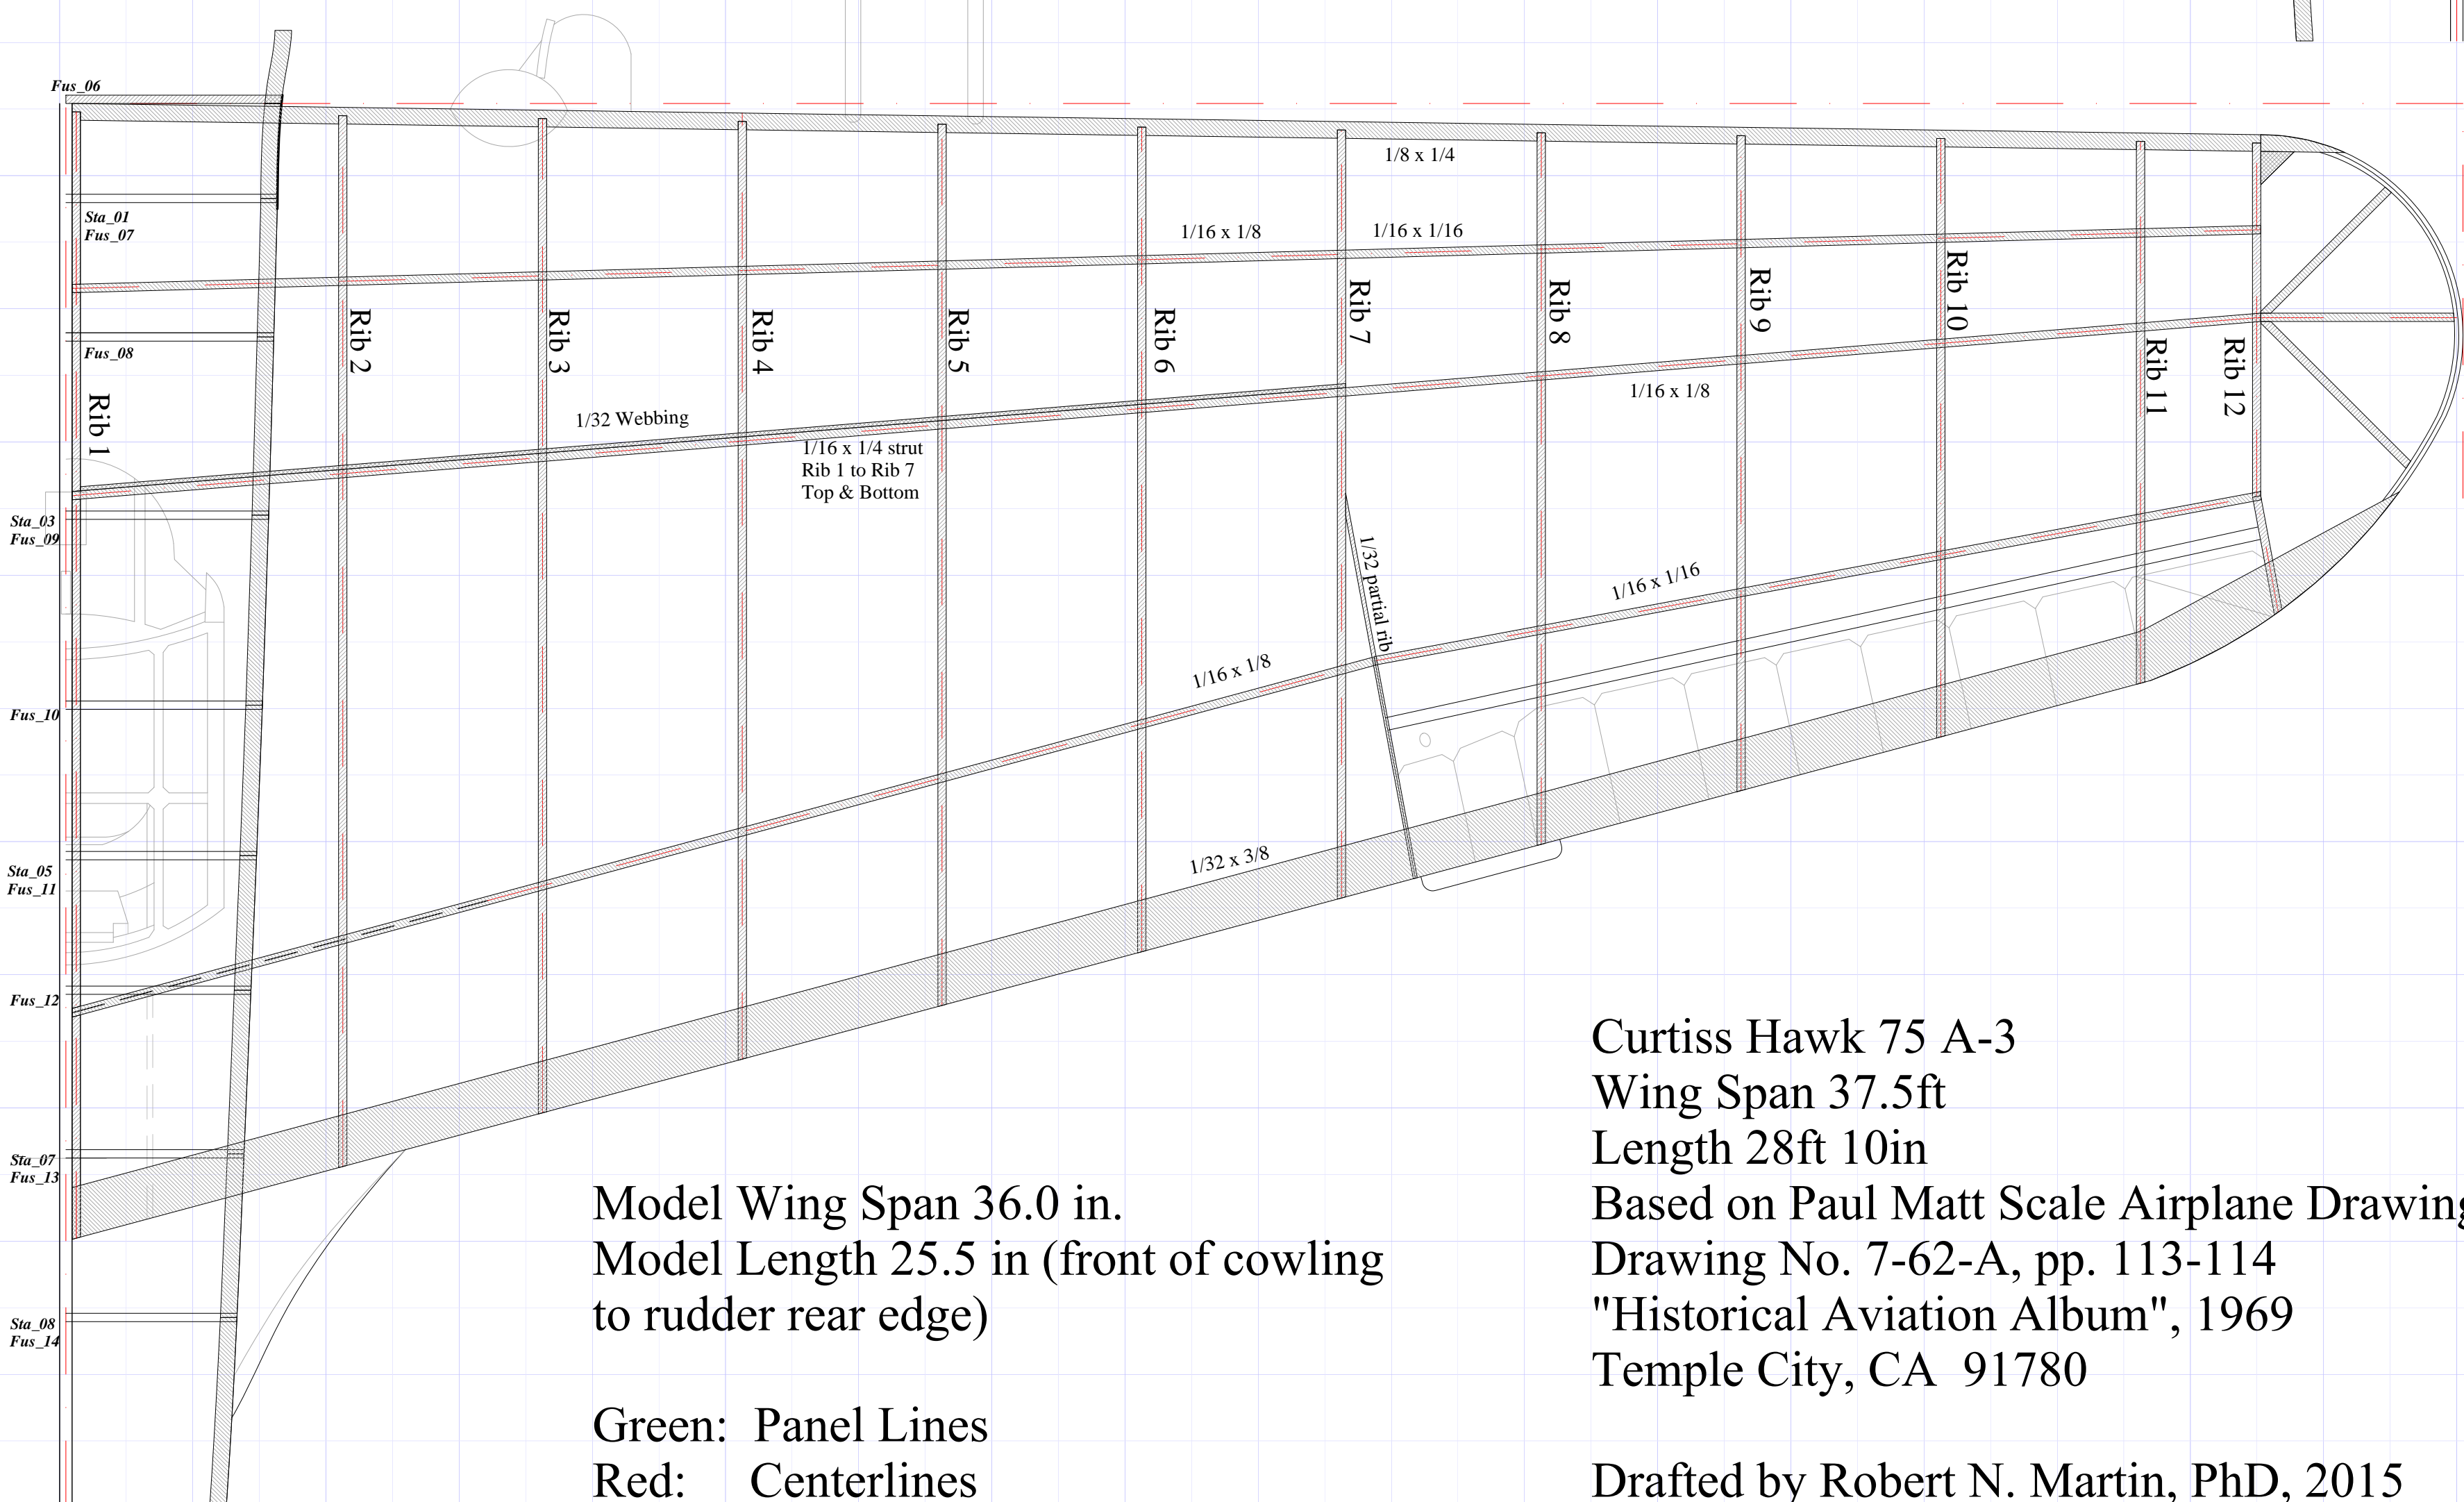 Fus_06
1/8 x 1/4
Sta_01
Fus_07
1/16 x 1/8
1/16 x 1/16
Fus_08
Rib 1
Rib 2
Rib 3
Rib 4
Rib 5
Rib 6
Rib 7
Rib 8
Rib 9
Rib 10
Rib 11
Rib 12
1/32 Webbing
1/16 x 1/4 strut
Rib 1 to Rib 7
Top & Bottom
1/16 x 1/8
Sta_03
Fus_09
1/32 partial rib
1/16 x 1/16
1/16 x 1/8
Fus_10
1/32 x 3/8
Sta_05
Fus_11
Fus_12
Sta_07
Fus_13
Sta_08
Fus_14
Model Wing Span 36.0 in.
Model Length 25.5 in (front of cowling
to rudder rear edge)
Green: Panel Lines
Red: Centerlines
Curtiss Hawk 75 A-3
Wing Span 37.5ft
Length 28ft 10in
Based on Paul Matt Scale Airplane Drawing
Drawing No. 7-62-A, pp. 113-114
"Historical Aviation Album", 1969
Temple City, CA 91780
Drafted by Robert N. Martin, PhD, 2015